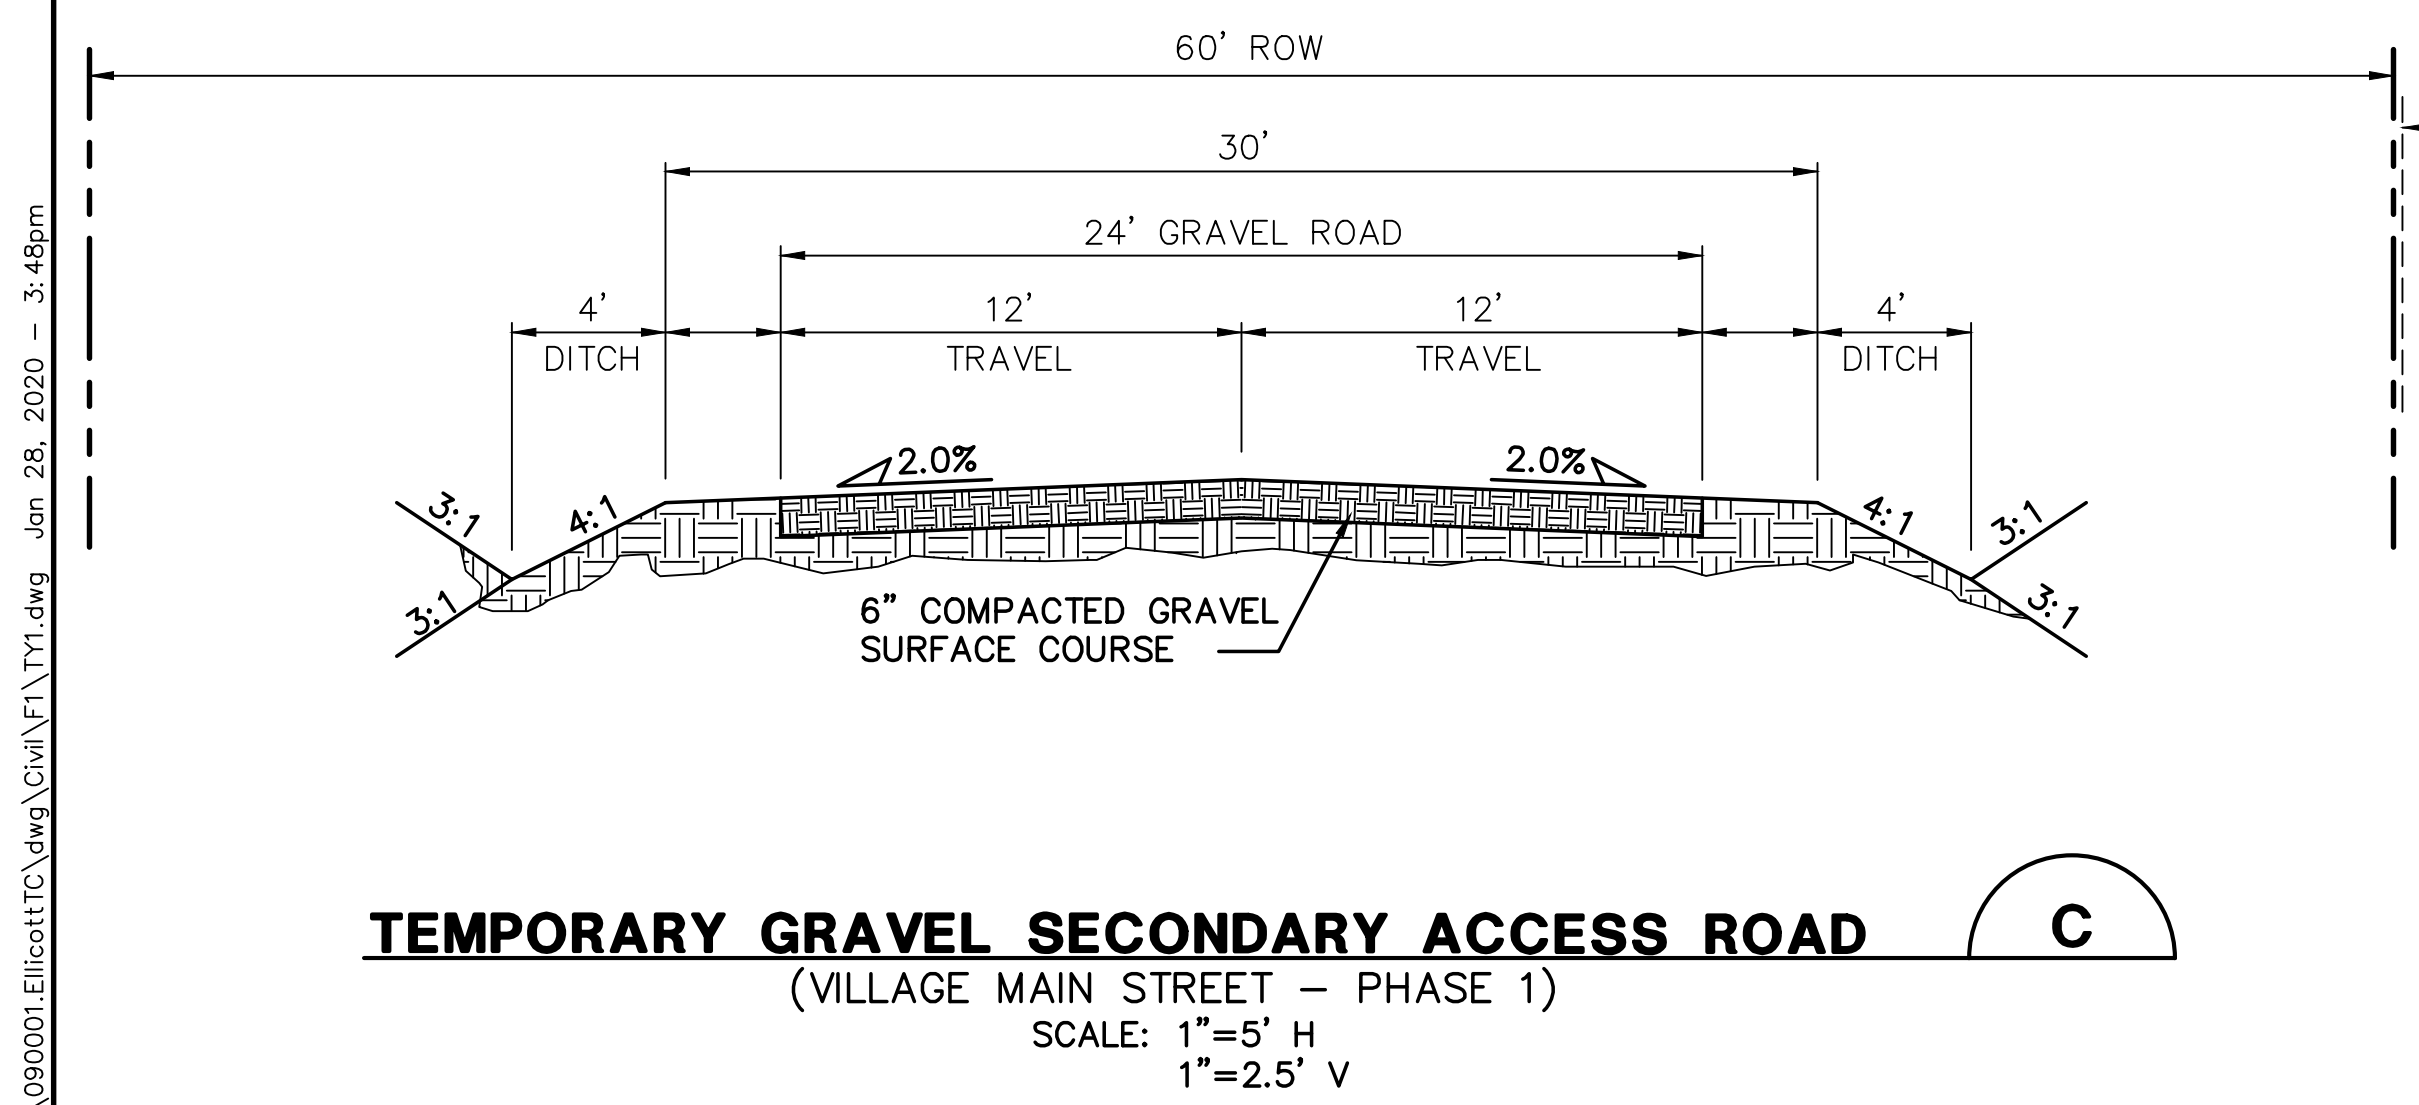 60' ROW
30'
24' GRAVEL ROAD
4'
12'
12'
4'
DITCH
TRAVEL
TRAVEL
DITCH
2.0%
2.0%
3:1
4:1
4:1
3:1
3:1
3:1
6" COMPACTED GRAVEL
SURFACE COURSE
TEMPORARY GRAVEL SECONDARY ACCESS ROAD
C
(VILLAGE MAIN STREET – PHASE 1)
SCALE: 1"=5' H
1"=2.5' V
\090001.EllicottTC\dwg\Civil\F1\TY1.dwg Jan 28, 2020 – 3:48pm